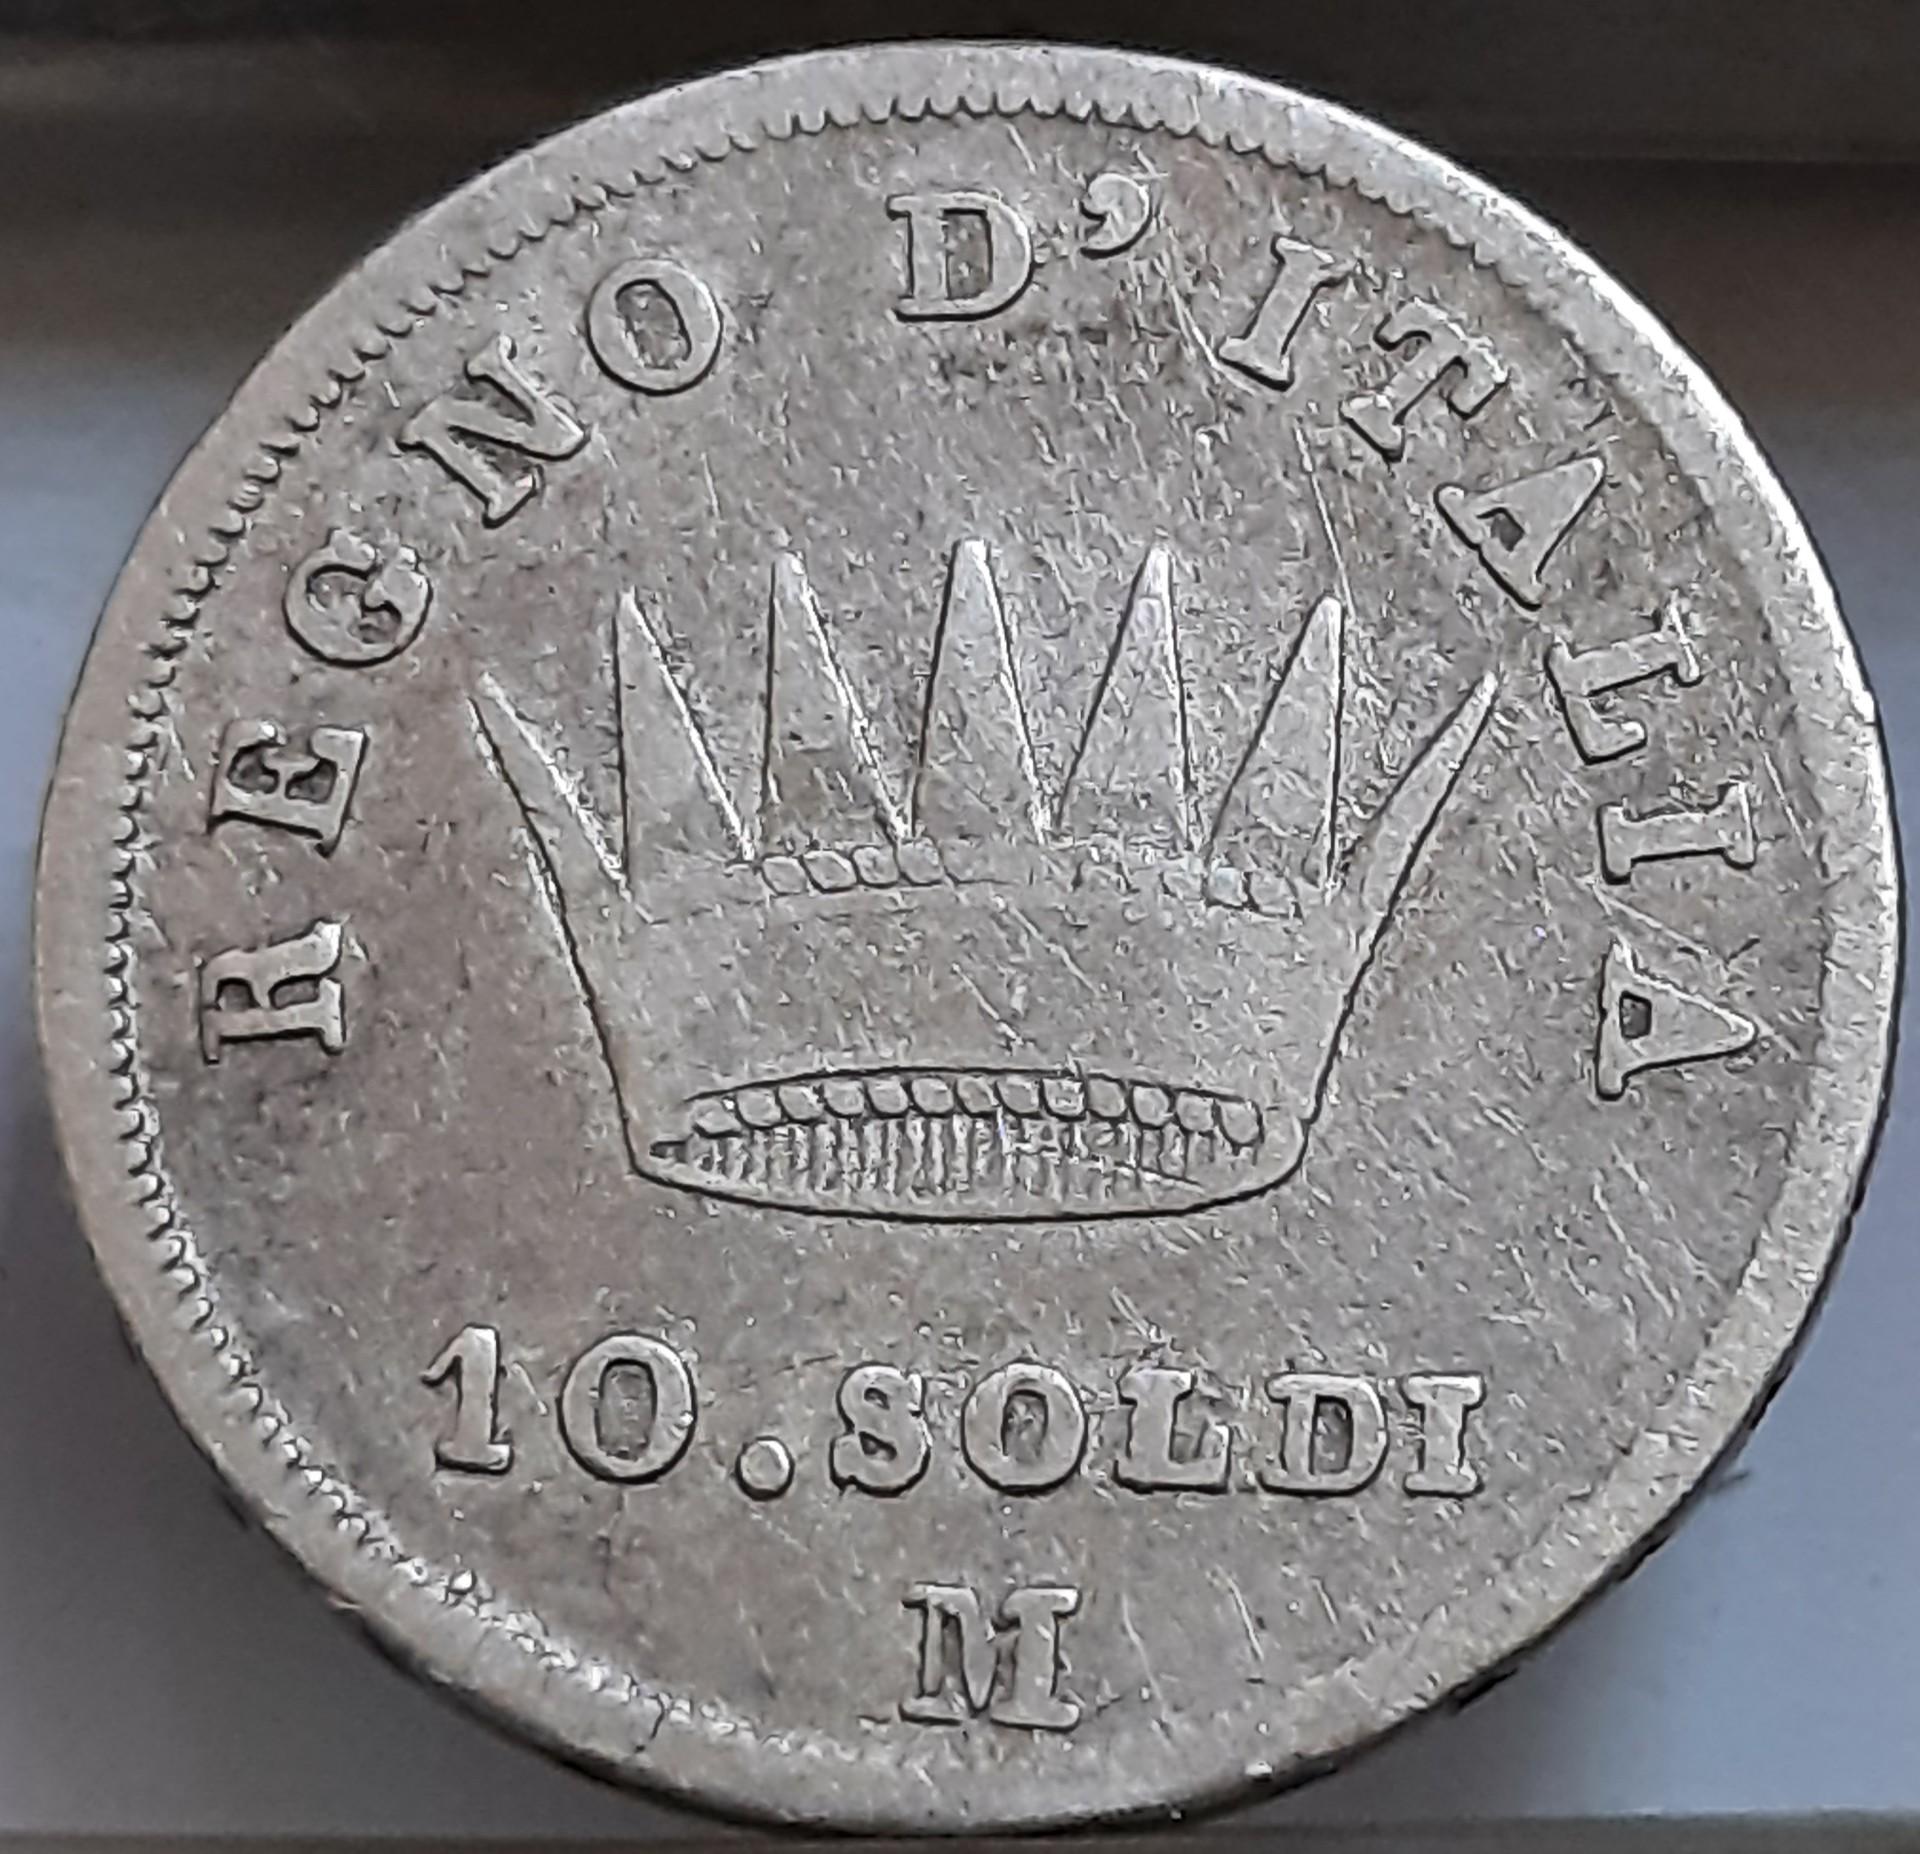 REGNO D'ITALIA
10.SOLDI
M